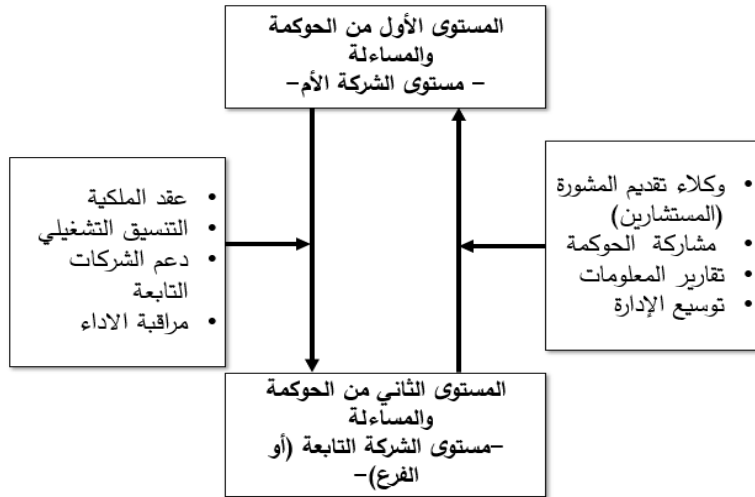 المستوى الأول من الحوكمة
والمساءلة
- مستوى الشركة الأم-
• وكلاء تقديم المشورة
(المستشارين)
• مشاركة الحوكمة
• تقارير المعلومات
• توسيع الإدارة
• عقد الملكية
• التنسيق التشغيلي
• دعم الشركات
التابعة
• مراقبة الاداء
المستوى الثاني من الحوكمة
والمساءلة
-مستوى الشركة التابعة (أو
الفرع)-